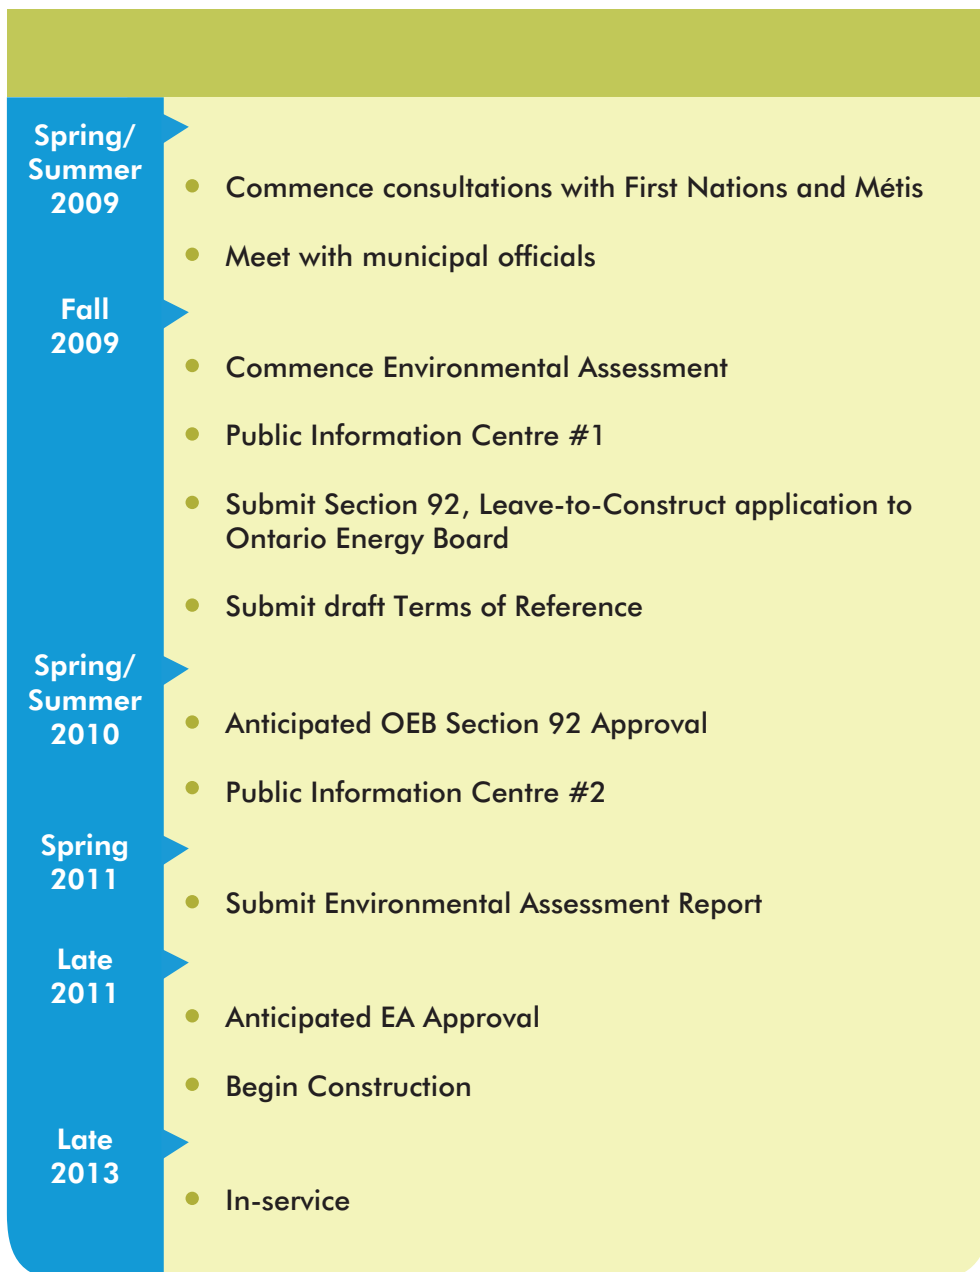 Spring/
Summer
2009
Commence consultations with First Nations and Métis
Meet with municipal officials
Fall
2009
Commence Environmental Assessment
Public Information Centre #1
Submit Section 92, Leave-to-Construct application to
Ontario Energy Board
Submit draft Terms of Reference
Spring/
Summer
2010
Anticipated OEB Section 92 Approval
Public Information Centre #2
Spring
2011
Submit Environmental Assessment Report
Late
2011
Anticipated EA Approval
Begin Construction
Late
2013
In-service